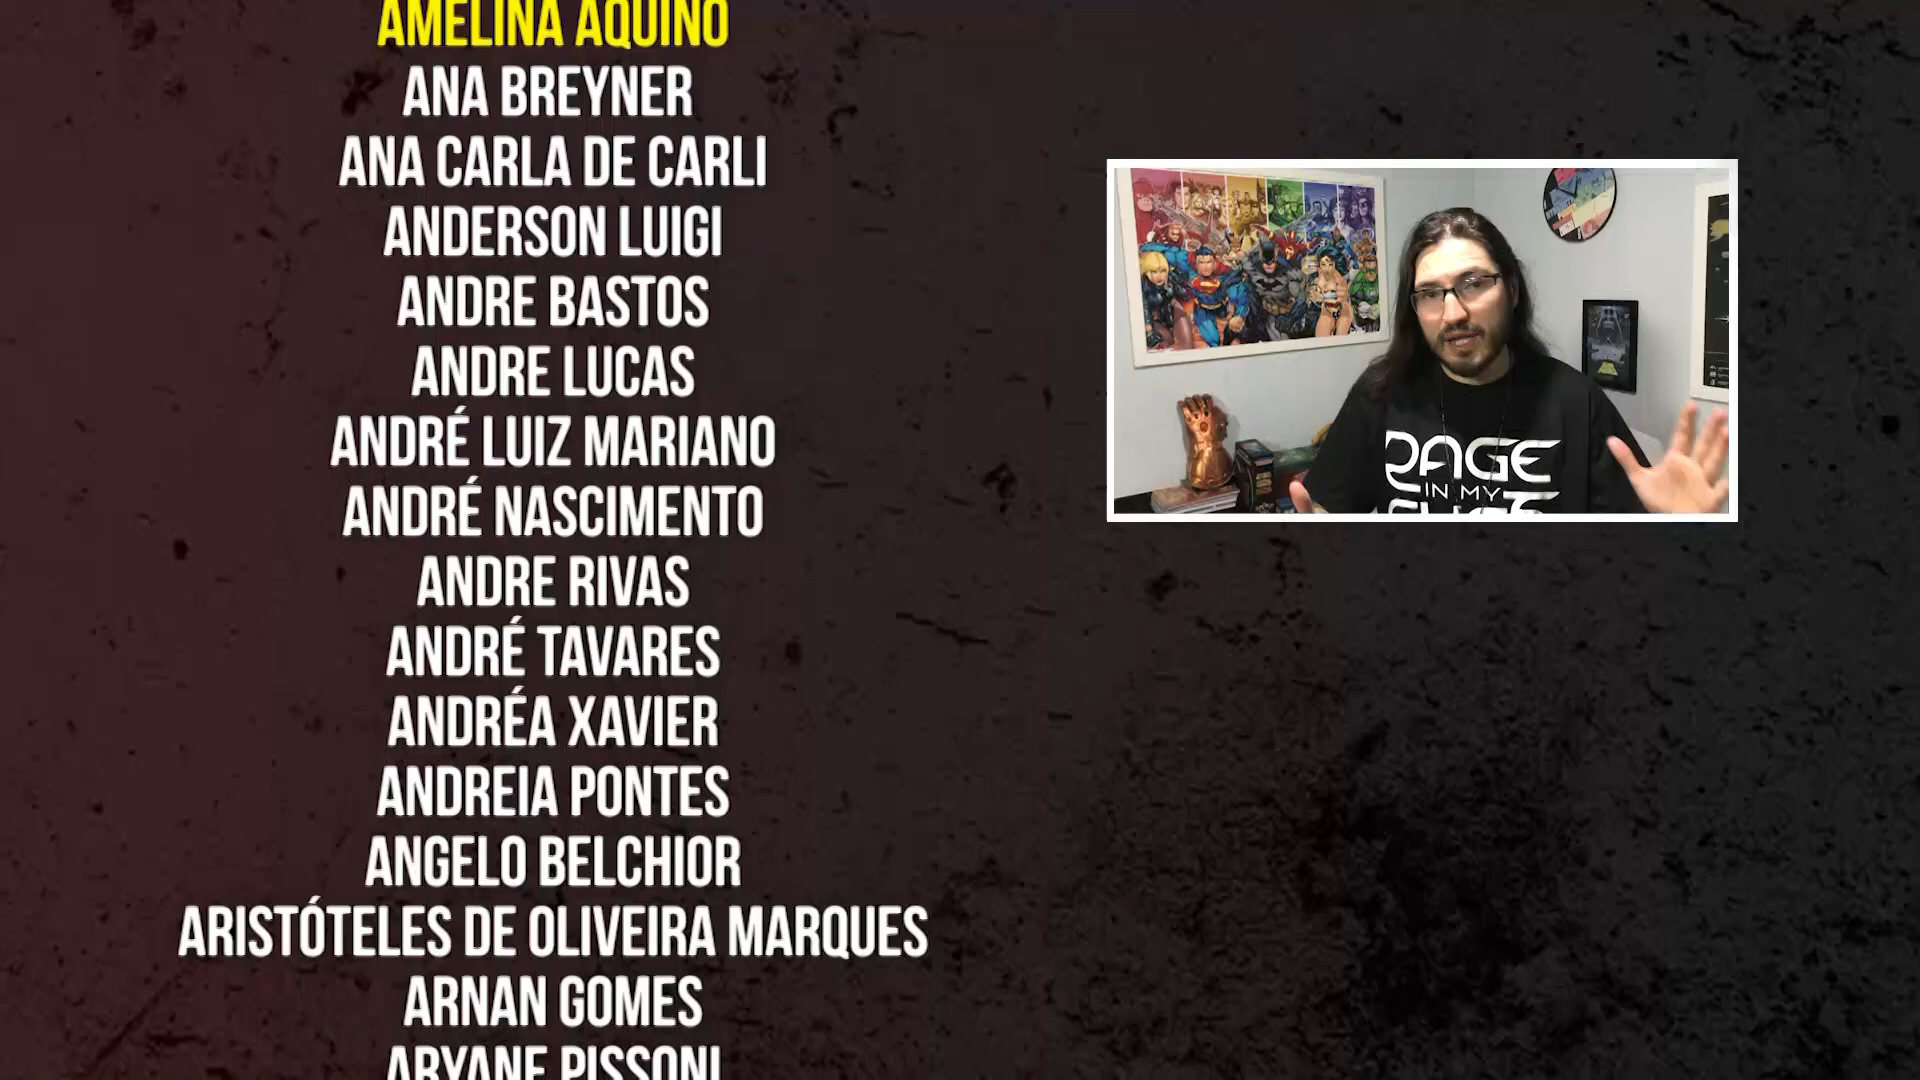 AMELINA AQUINO
ANA BREYNER
ANA CARLA DE CARLI
ANDERSON LUIGI
ANDRE BASTOS
ANDRE LUCAS
ANDRÉ LUIZ MARIANO
ANDRÉ NASCIMENTO
ANDRE RIVAS
ANDRÉ TAVARES
ANDRÉA XAVIER
ANDREIA PONTES
ANGELO BELCHIOR
ARISTÓTELES DE OLIVEIRA MARQUES
ARNAN GOMES
ARYANE PISSONI
RAGE
IN MY